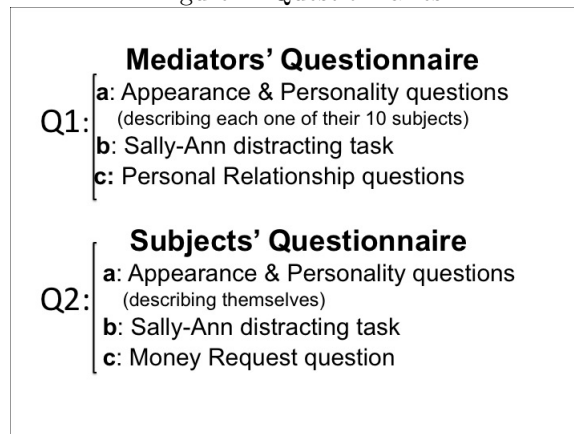 Mediators' Questionnaire
Q1:
a: Appearance & Personality questions
(describing each one of their 10 subjects)
b: Sally-Ann distracting task
c: Personal Relationship questions
Subjects' Questionnaire
Q2:
a: Appearance & Personality questions
(describing themselves)
b: Sally-Ann distracting task
c: Money Request question